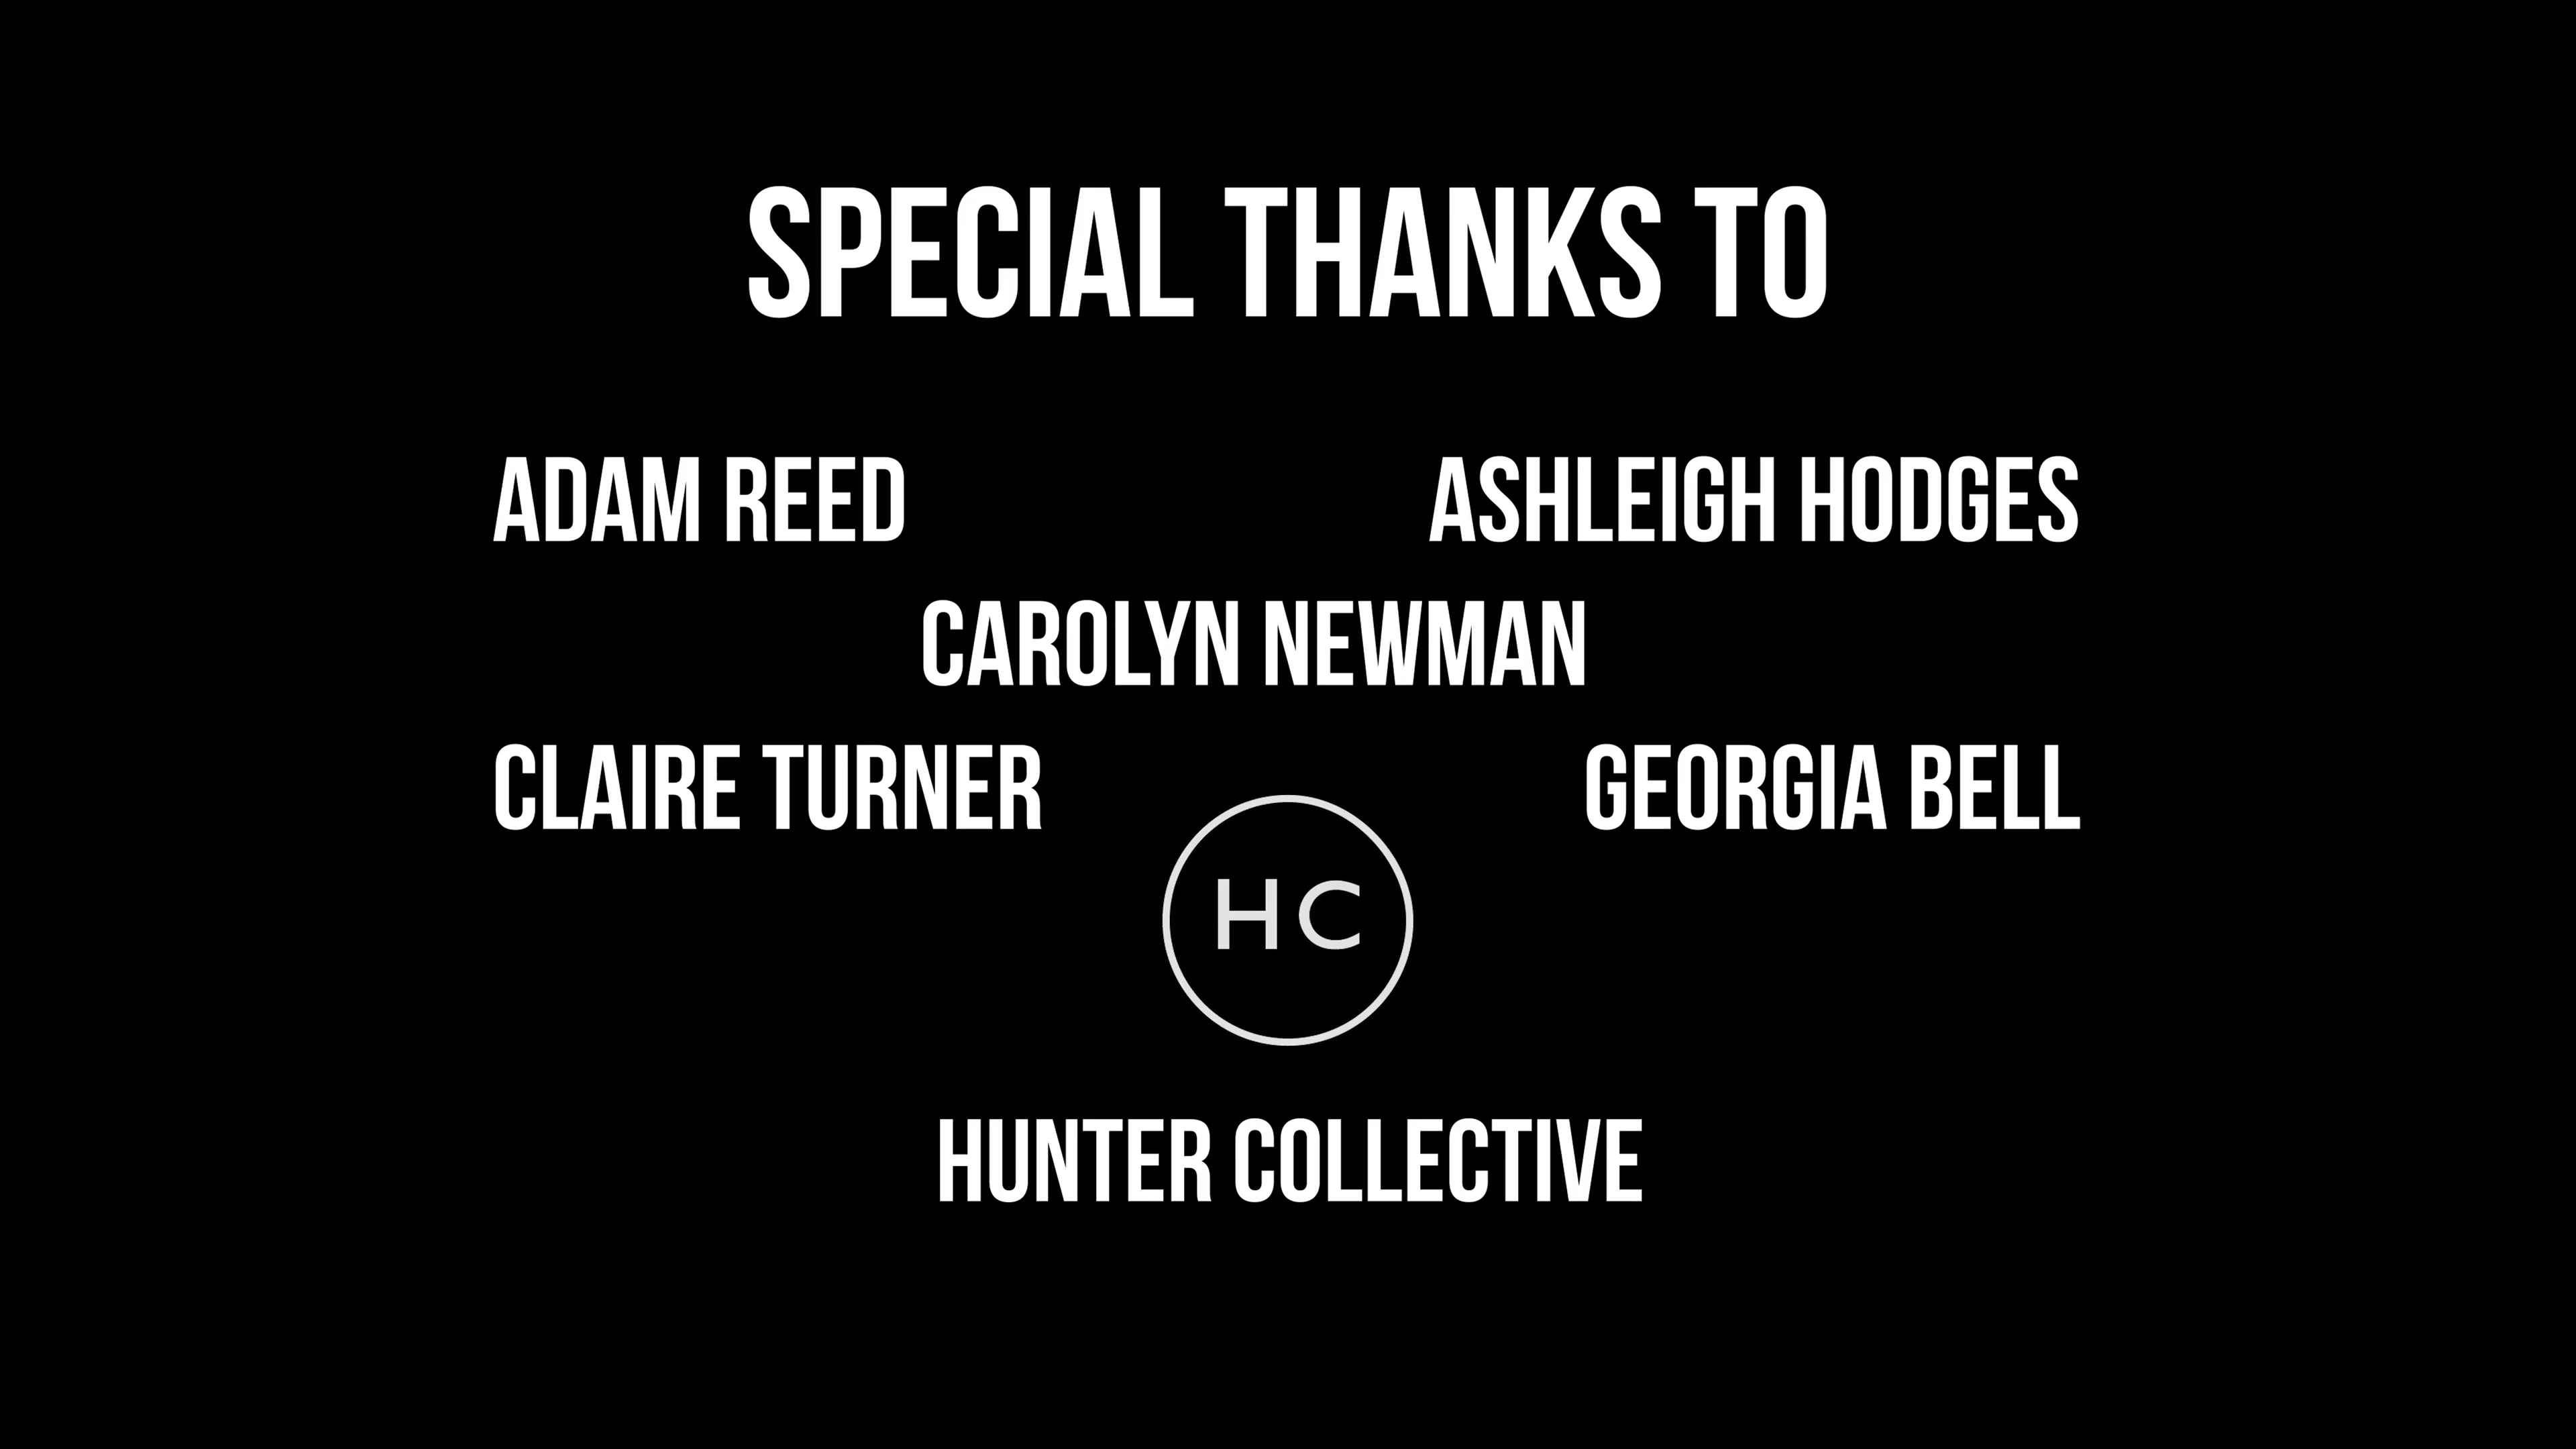 SPECIAL THANKS TO
ADAM REED
ASHLEIGH HODGES
CAROLYN NEWMAN
CLAIRE TURNER
GEORGIA BELL
HC
HUNTER COLLECTIVE